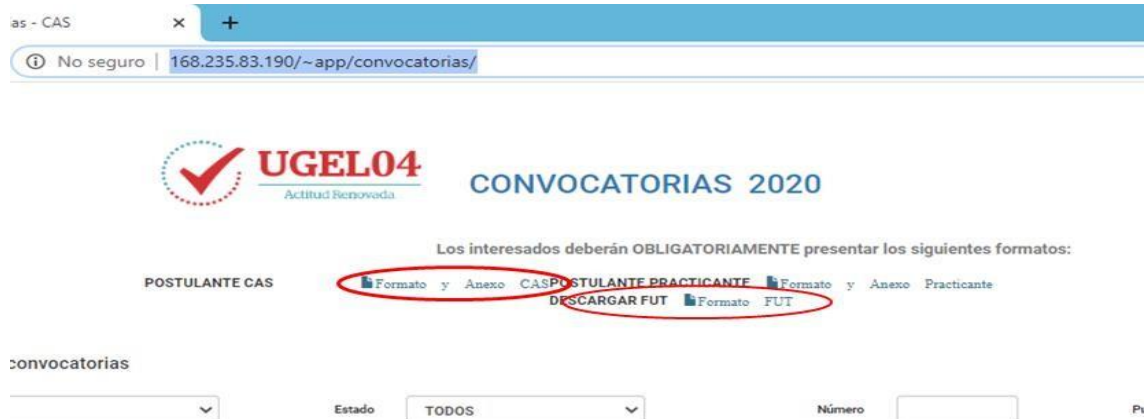 as - CAS
No seguro | 168.235.83.190/~app/convocatorias/
UGEL04
Actitud Renovada
CONVOCATORIAS 2020
Los interesados deberán OBLIGATORIAMENTE presentar los siguientes formatos:
POSTULANTE CAS Formato y Anexo CAS POSTULANTE PRACTICANTE Formato y Anexo Practicante
DESCARGAR FUT Formato FUT
convocatorias
Estado TODOS Número